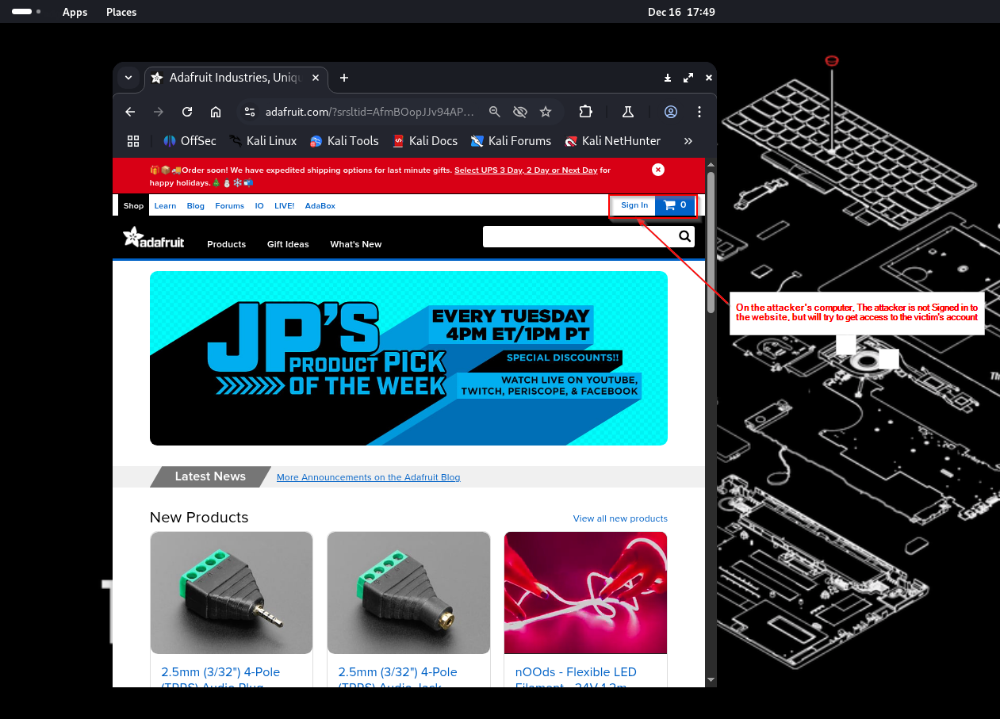 Apps Places Dec 16 17:49
Adafruit Industries, Uniqu
adafruit.com/?srsltid=AfmBOopJJv94AP...
OffSec Kali Linux Kali Tools Kali Docs Kali Forums Kali NetHunter »
🎁📦🚚Order soon! We have expedited shipping options for last minute gifts. Select UPS 3 Day, 2 Day or Next Day for
happy holidays.🎄⛄❄️📬
Shop Learn Blog Forums IO LIVE! AdaBox Sign In 0
adafruit Products Gift Ideas What's New
On the attacker's computer, The attacker is not Signed in to
the website, but will try to get access to the victim's account
JP'S
PRODUCT PICK
OF THE WEEK
EVERY TUESDAY
4PM ET/1PM PT
SPECIAL DISCOUNTS!!
WATCH LIVE ON YOUTUBE,
TWITCH, PERISCOPE, & FACEBOOK
Latest News More Announcements on the Adafruit Blog
New Products View all new products
2.5mm (3/32") 4-Pole
(TRRS) Audio Plug
2.5mm (3/32") 4-Pole
(TRRS) Audio Jack
nOOds - Flexible LED
Filament - 24V 1.2m